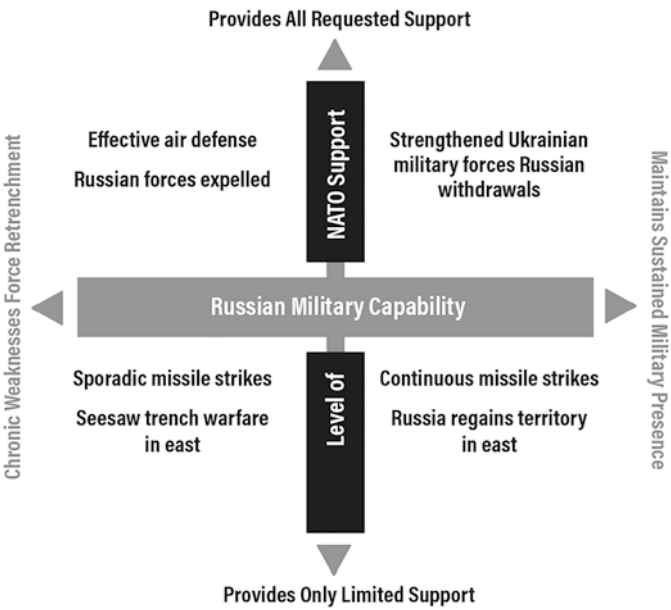 Provides All Requested Support
Chronic Weaknesses Force Retrenchment
Effective air defense
Russian forces expelled
Level of NATO Support
Strengthened Ukrainian
military forces Russian
withdrawals
Maintains Sustained Military Presence
Russian Military Capability
Sporadic missile strikes
Seesaw trench warfare
in east
Continuous missile strikes
Russia regains territory
in east
Provides Only Limited Support